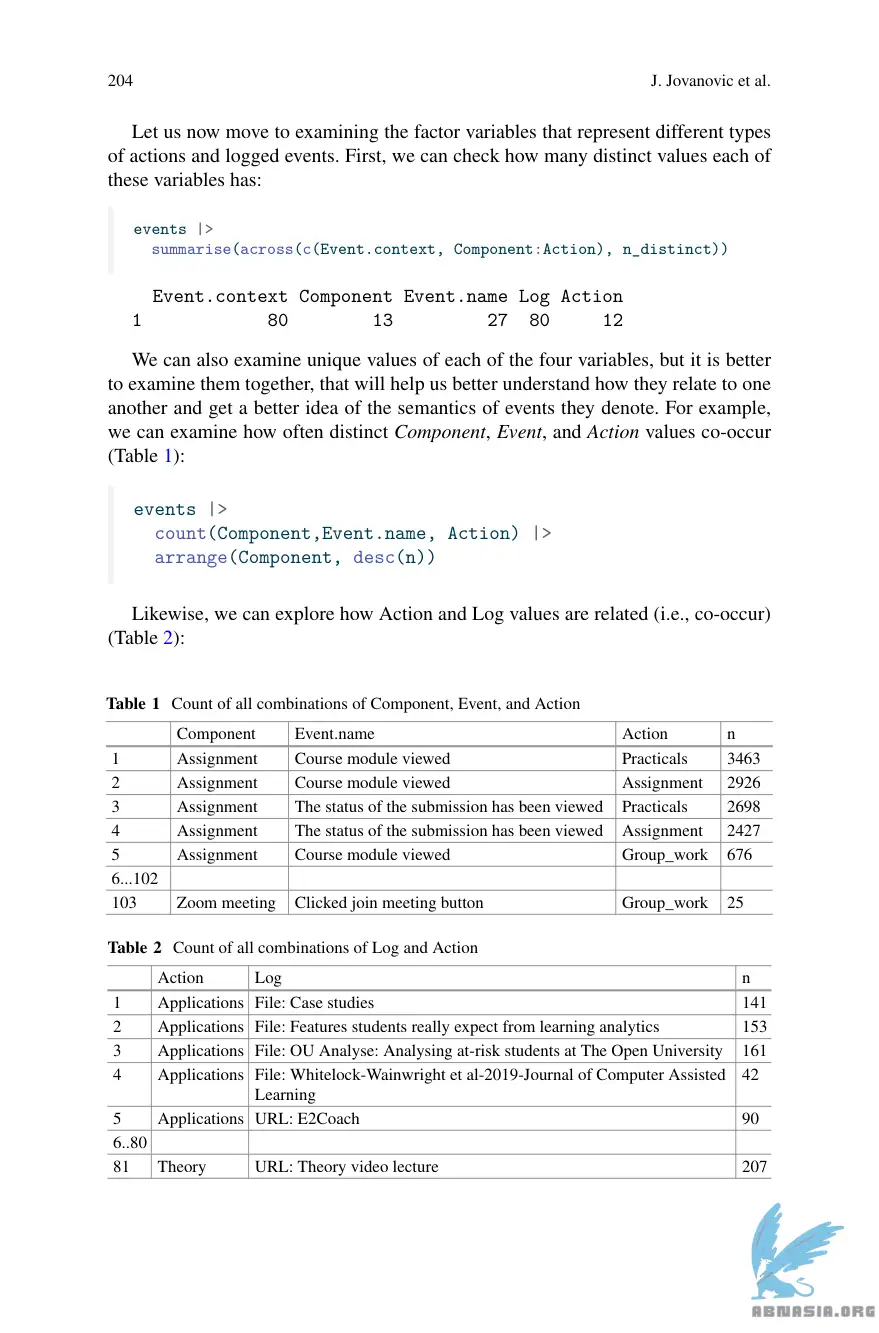 204 J. Jovanovic et al.
Let us now move to examining the factor variables that represent different types
of actions and logged events. First, we can check how many distinct values each of
these variables has:
events |>
summarise(across(c(Event.context, Component:Action), n_distinct))
Event.context Component Event.name Log Action
1 80 13 27 80 12
We can also examine unique values of each of the four variables, but it is better
to examine them together, that will help us better understand how they relate to one
another and get a better idea of the semantics of events they denote. For example,
we can examine how often distinct Component, Event, and Action values co-occur
(Table 1):
events |>
count(Component,Event.name, Action) |>
arrange(Component, desc(n))
Likewise, we can explore how Action and Log values are related (i.e., co-occur)
(Table 2):
Table 1 Count of all combinations of Component, Event, and Action
Component Event.name Action n
1 Assignment Course module viewed Practicals 3463
2 Assignment Course module viewed Assignment 2926
3 Assignment The status of the submission has been viewed Practicals 2698
4 Assignment The status of the submission has been viewed Assignment 2427
5 Assignment Course module viewed Group_work 676
6...102
103 Zoom meeting Clicked join meeting button Group_work 25
Table 2 Count of all combinations of Log and Action
Action Log n
1 Applications File: Case studies 141
2 Applications File: Features students really expect from learning analytics 153
3 Applications File: OU Analyse: Analysing at-risk students at The Open University 161
4 Applications File: Whitelock-Wainwright et al-2019-Journal of Computer Assisted 42
Learning
5 Applications URL: E2Coach 90
6..80
81 Theory URL: Theory video lecture 207
ABNASIA.ORG